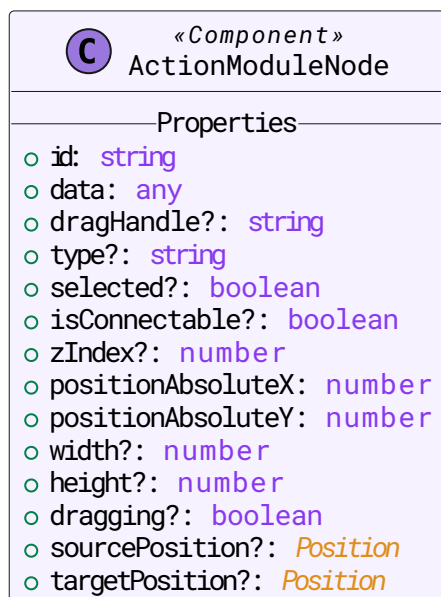 C
«Component»
ActionModuleNode
Properties
id: string
data: any
dragHandle?: string
type?: string
selected?: boolean
isConnectable?: boolean
zIndex?: number
positionAbsoluteX: number
positionAbsoluteY: number
width?: number
height?: number
dragging?: boolean
sourcePosition?: Position
targetPosition?: Position